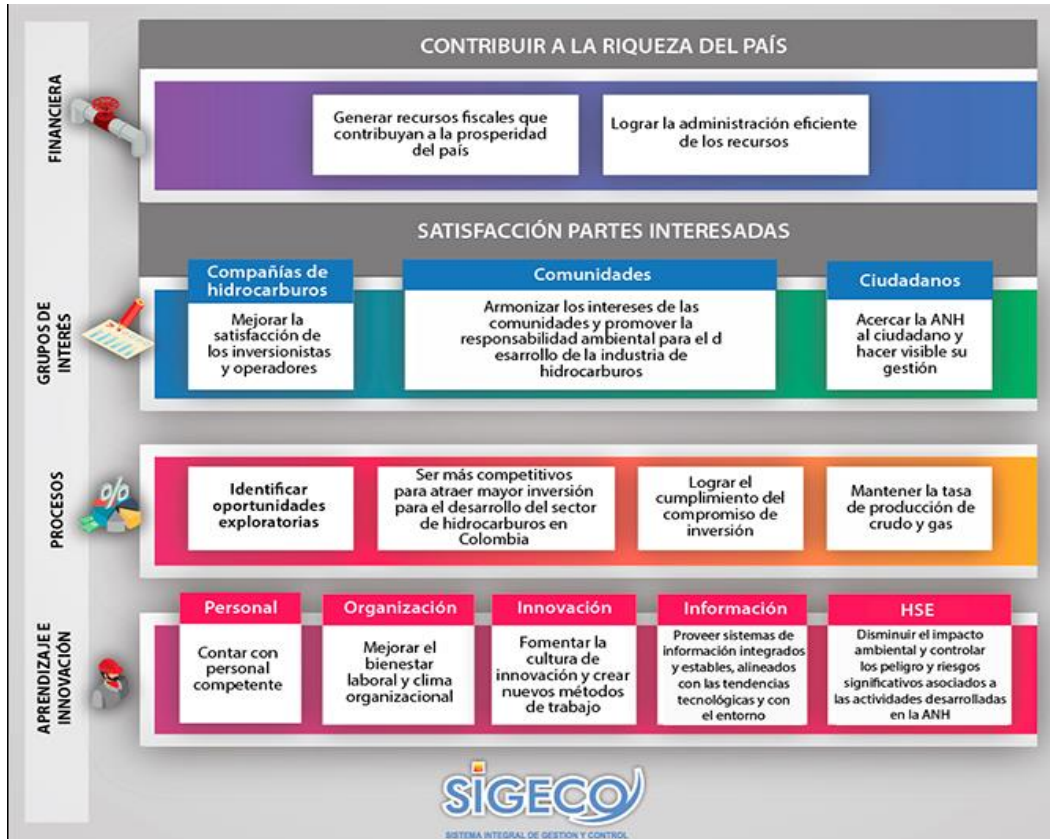 CONTRIBUIR A LA RIQUEZA DEL PAÍS
FINANCIERA
Generar recursos fiscales que
contribuyan a la prosperidad
del país
Lograr la administración eficiente
de los recursos
SATISFACCIÓN PARTES INTERESADAS
GRUPOS DE
INTERÉS
Compañías de
hidrocarburos
Mejorar la
satisfacción de
los inversionistas
y operadores
Comunidades
Armonizar los intereses de las
comunidades y promover la
responsabilidad ambiental para el d
esarrollo de la industria de
hidrocarburos
Ciudadanos
Acercar la ANH
al ciudadano y
hacer visible su
gestión
PROCESOS
%
Identificar
oportunidades
exploratorias
Ser más competitivos
para atraer mayor inversión
para el desarrollo del sector
de hidrocarburos en
Colombia
Lograr el
cumplimiento del
compromiso de
inversión
Mantener la tasa
de producción de
crudo y gas
APRENDIZAJE E
INNOVACIÓN
Personal
Contar con
personal
competente
Organización
Mejorar el
bienestar
laboral y clima
organizacional
Innovación
Fomentar la
cultura de
innovación y crear
nuevos métodos
de trabajo
Información
Proveer sistemas de
información integrados
y estables, alineados
con las tendencias
tecnológicas y con
el entorno
HSE
Disminuir el impacto
ambiental y controlar
los peligro y riesgos
significativos asociados a
las actividades desarrolladas
en la ANH
SIGECO
SISTEMA INTEGRAL DE GESTION Y CONTROL